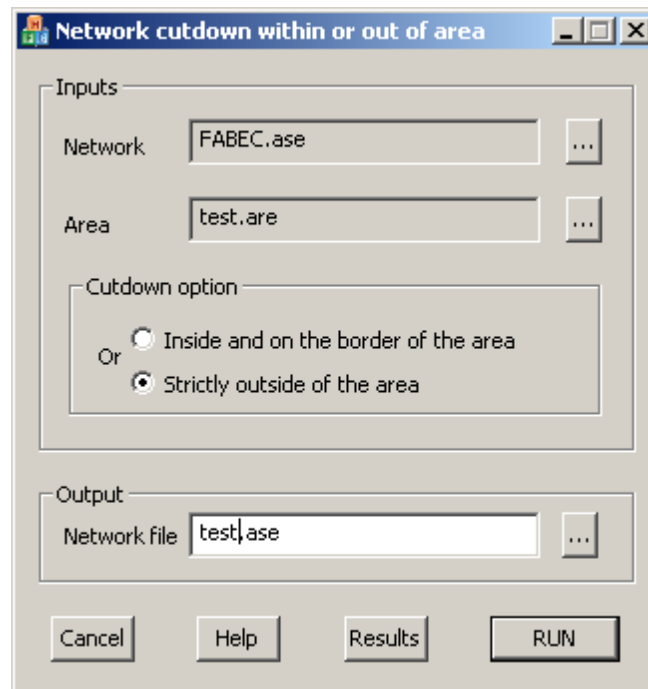 Network cutdown within or out of area
Inputs
Network FABEC.ase ...
Area test.are ...
Cutdown option
Or
Inside and on the border of the area
Strictly outside of the area
Output
Network file test.ase ...
Cancel Help Results RUN